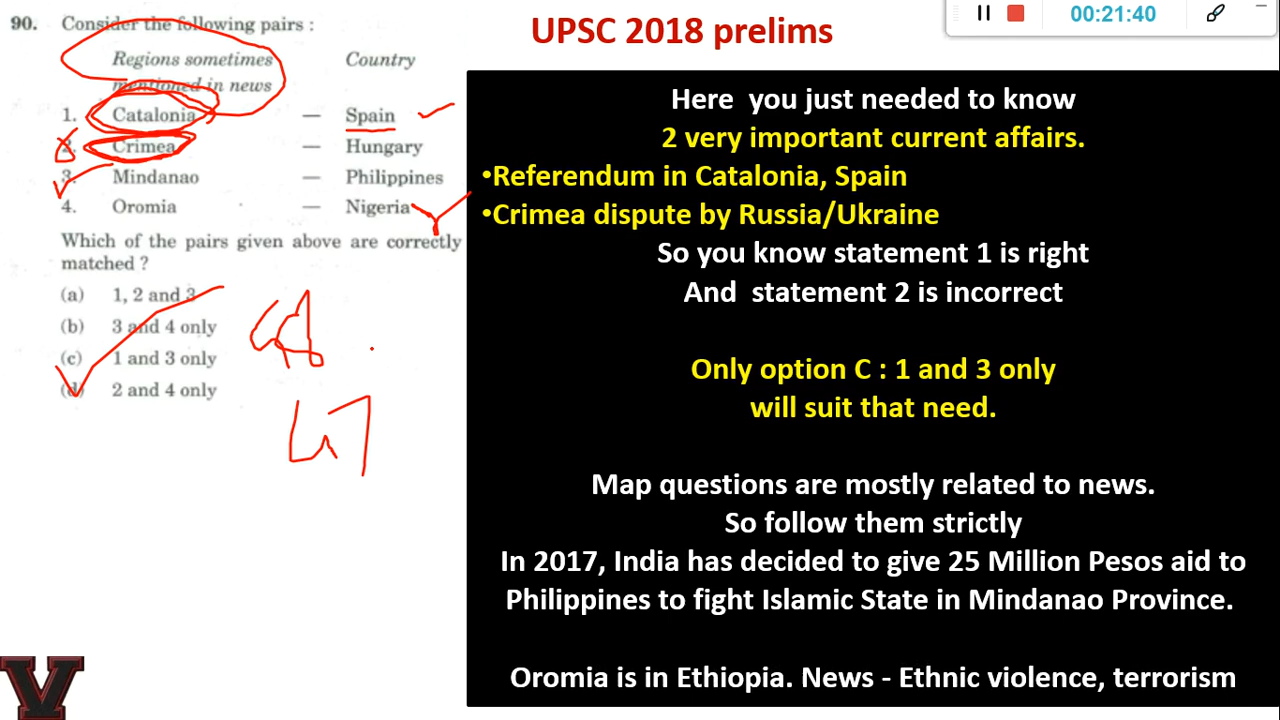 UPSC 2018 prelims
00:21:40
90. Consider the following pairs :
Regions sometimes Country
mentioned in news
1. Catalonia — Spain
2. Crimea — Hungary
3. Mindanao — Philippines
4. Oromia — Nigeria
Which of the pairs given above are correctly
matched ?
(a) 1, 2 and 3
(b) 3 and 4 only
(c) 1 and 3 only
(d) 2 and 4 only
Here you just needed to know
2 very important current affairs.
•Referendum in Catalonia, Spain
•Crimea dispute by Russia/Ukraine
So you know statement 1 is right
And statement 2 is incorrect
Only option C : 1 and 3 only
will suit that need.
Map questions are mostly related to news.
So follow them strictly
In 2017, India has decided to give 25 Million Pesos aid to
Philippines to fight Islamic State in Mindanao Province.
Oromia is in Ethiopia. News - Ethnic violence, terrorism
V